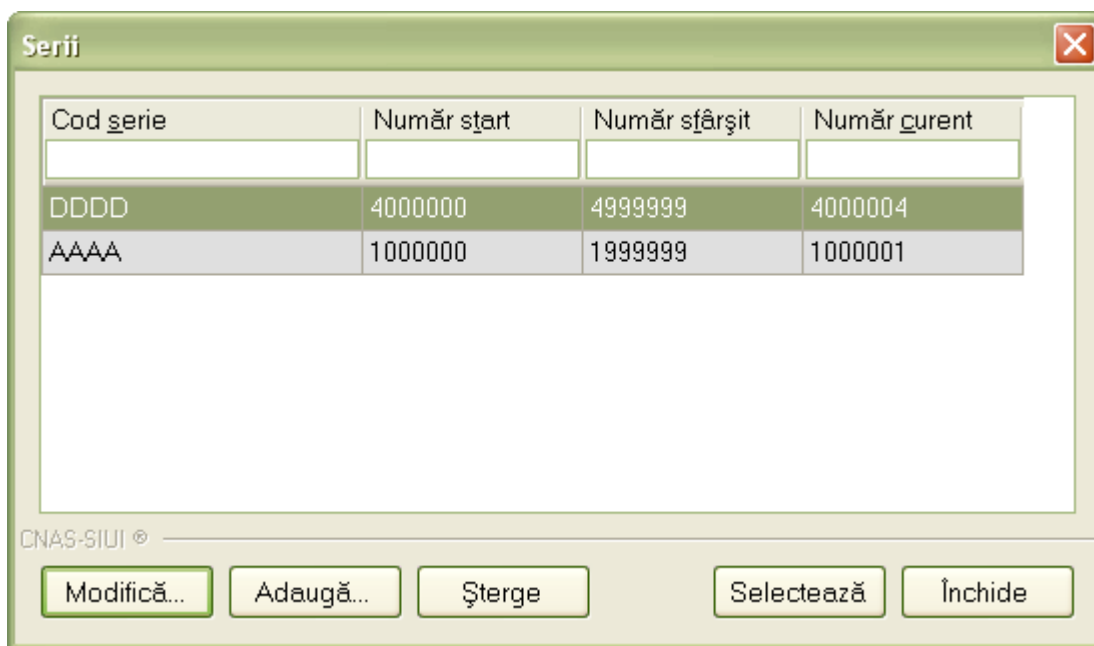 Serii
Cod serie Număr start Număr sfârşit Număr curent
DDDD 4000000 4999999 4000004
AAAA 1000000 1999999 1000001
CNAS-SIUI ®
Modifică... Adaugă... Şterge Selectează Închide